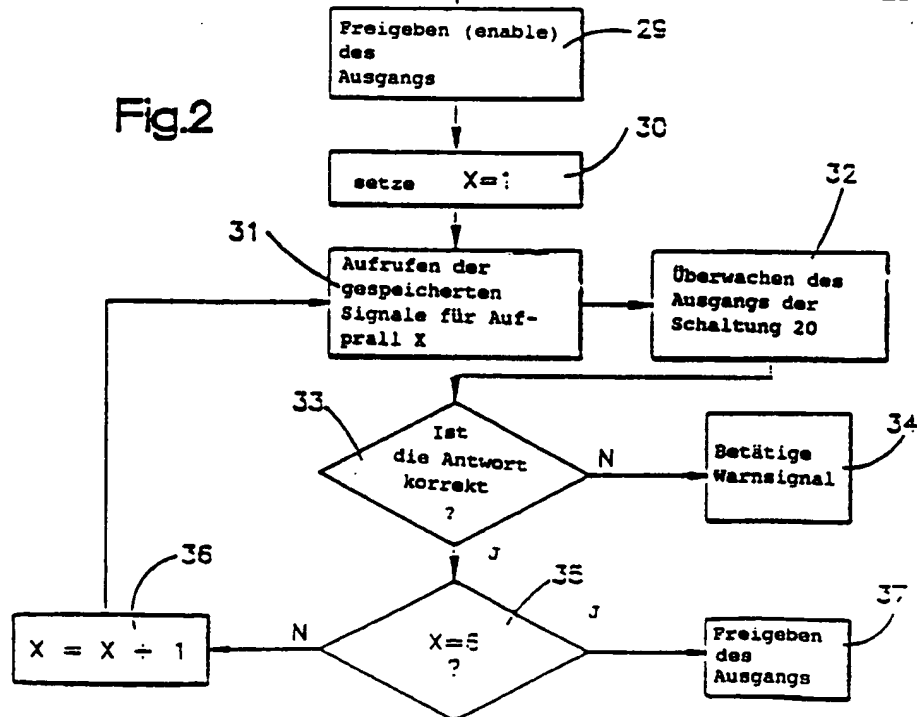 Freigeben (enable)
des
Ausgangs
29
Fig.2
30
setze X=1
32
31
Aufrufen der
gespeicherten
Signale für Auf-
prall X
Überwachen des
Ausgangs der
Schaltung 20
33
Ist
die Antwort
korrekt
?
N
34
Betätige
Warnsignal
J
36
35
37
X = X ÷ 1
N
X=6
?
J
Freigeben
des
Ausgangs